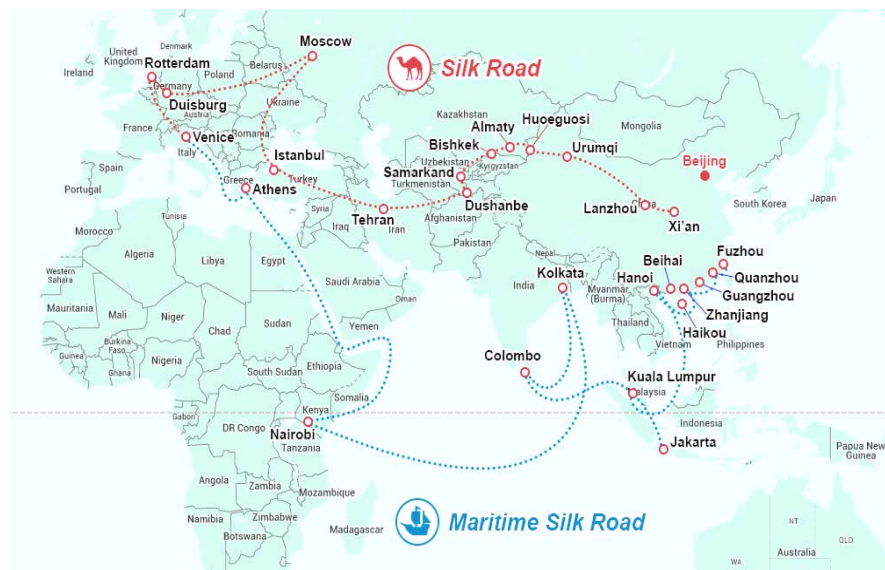 Moscow
Silk Road
Ireland
United
Kingdom
Denmark
Rotterdam
Poland
Belarus
Germany
Duisburg
Ukraine
Austria
France
Romania
Venice
Italy
Spain
Portugal
Istanbul
Greece
Turkey
Athens
Kazakhstan
Almaty
Huoeguosi
Mongolia
Bishkek
Uzbekistan
Kyrgyzstan
Urumqi
Samarkand
Turkmenistan
Dushanbe
Beijing
Lanzhou
Xi'an
South Korea
Japan
Tehran
Syria
Iraq
Iran
Afghanistan
Pakistan
Tunisia
Morocco
Algeria
Libya
Egypt
Western
Sahara
Saudi Arabia
Oman
Yemen
Nepal
Kolkata
India
Myanmar
(Burma)
Hanoi
Beihai
Fuzhou
Quanzhou
Guangzhou
Zhanjiang
Haikou
Thailand
Vietnam
Philippines
Mauritania
Mali
Niger
Chad
Sudan
Burkina
Faso
Guinea
Ghana
Nigeria
South Sudan
Ethiopia
Somalia
Colombo
Kuala Lumpur
alaysia
Indonesia
Jakarta
Papua New
Guinea
Gabon
DR Congo
Kenya
Nairobi
Tanzania
Angola
Zambia
Mozambique
Namibia
Zimbabwe
Botswana
Madagascar
Maritime Silk Road
NT
QLD
Australia
WA